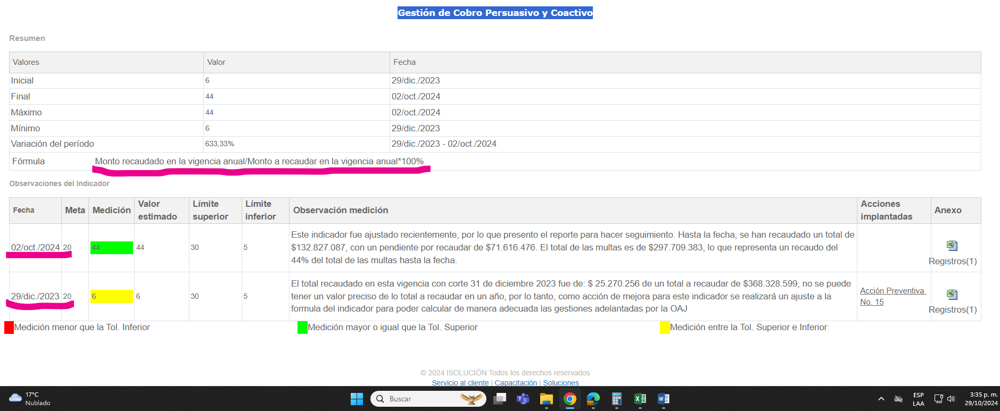 Gestión de Cobro Persuasivo y Coactivo
Resumen
Valores Valor Fecha
Inicial 6 29/dic./2023
Final 44 02/oct./2024
Máximo 44 02/oct./2024
Mínimo 6 29/dic./2023
Variación del período 633,33% 29/dic./2023 - 02/oct./2024
Fórmula Monto recaudado en la vigencia anual/Monto a recaudar en la vigencia anual*100%
Observaciones del Indicador
Fecha Meta Medición Valor estimado Límite superior Límite inferior Observación medición Acciones implantadas Anexo
02/oct./2024 20 44 44 30 5
Este indicador fue ajustado recientemente, por lo que presento el reporte para hacer seguimiento. Hasta la fecha, se han recaudado un total de
$132.827.087, con un pendiente por recaudar de $71.616.476. El total de las multas es de $297.709.383, lo que representa un recaudo del
44% del total de las multas hasta la fecha.
Registros(1)
29/dic./2023 20 6 6 30 5
El total recaudado en esta vigencia con corte 31 de diciembre 2023 fue de: $ 25.270.256 de un total a recaudar de $368.328.599, no se puede
tener un valor preciso de lo total a recaudar en un año, por lo tanto, como acción de mejora para este indicador se realizará un ajuste a la
formula del indicador para poder calcular de manera adecuada las gestiones adelantadas por la OAJ
Acción Preventiva
No. 15
Registros(1)
Medición menor que la Tol. Inferior Medición mayor o igual que la Tol. Superior Medición entre la Tol. Superior e Inferior
© 2024 ISOLUCIÓN Todos los derechos reservados
Servicio al cliente | Capacitación | Soluciones
17°C
Nublado
Buscar
ESP
LAA
3:35 p. m.
29/10/2024